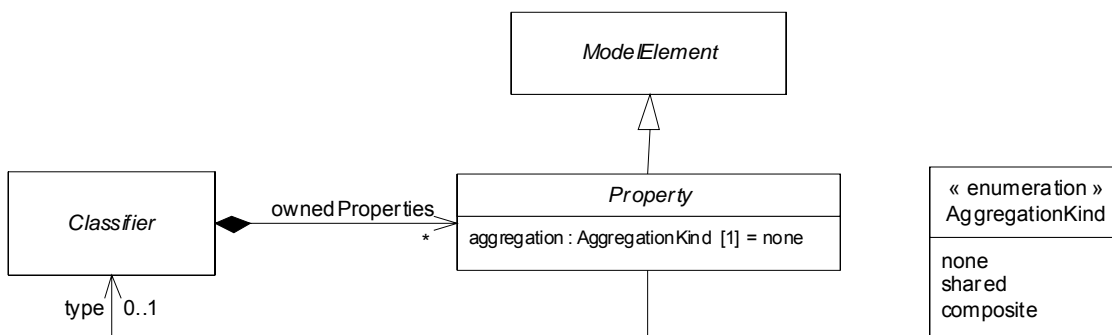 ModelElement
Classifier
ownedProperties
*
Property
aggregation : AggregationKind [1] = none
« enumeration »
AggregationKind
none
shared
composite
type 0..1